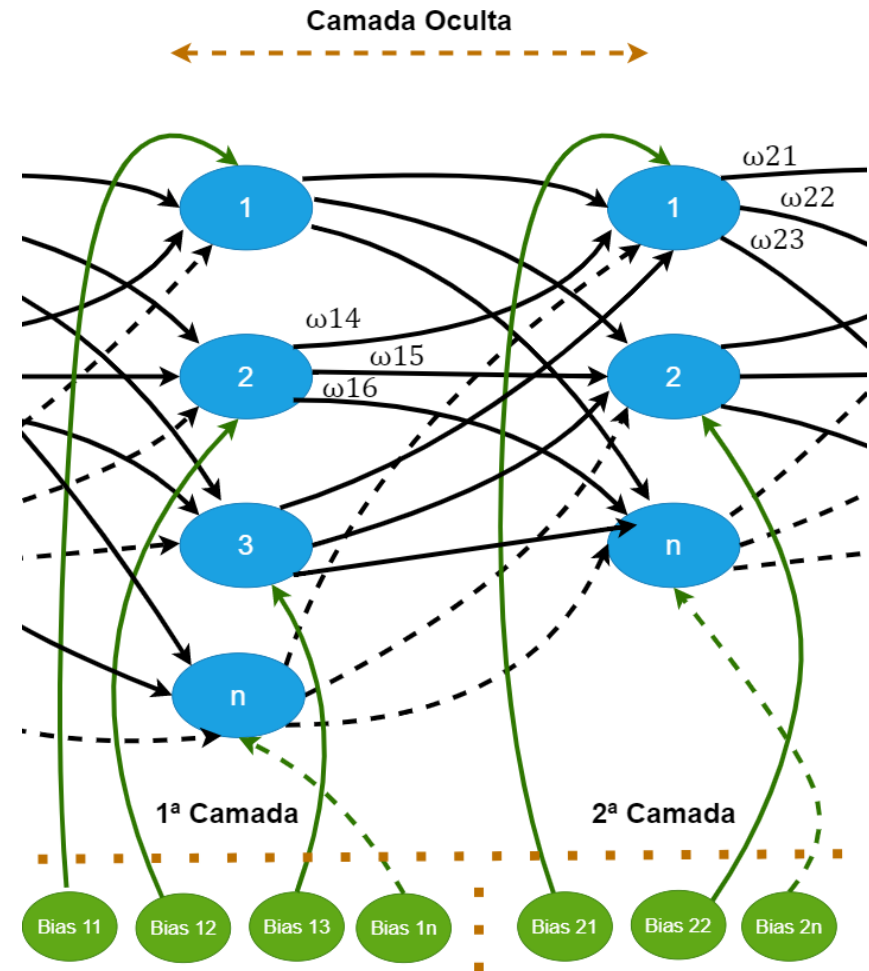 Camada Oculta
ω21
ω22
ω23
1
1
ω14
ω15
ω16
2
2
3
n
n
1ª Camada
2ª Camada
Bias 11
Bias 12
Bias 13
Bias 1n
Bias 21
Bias 22
Bias 2n